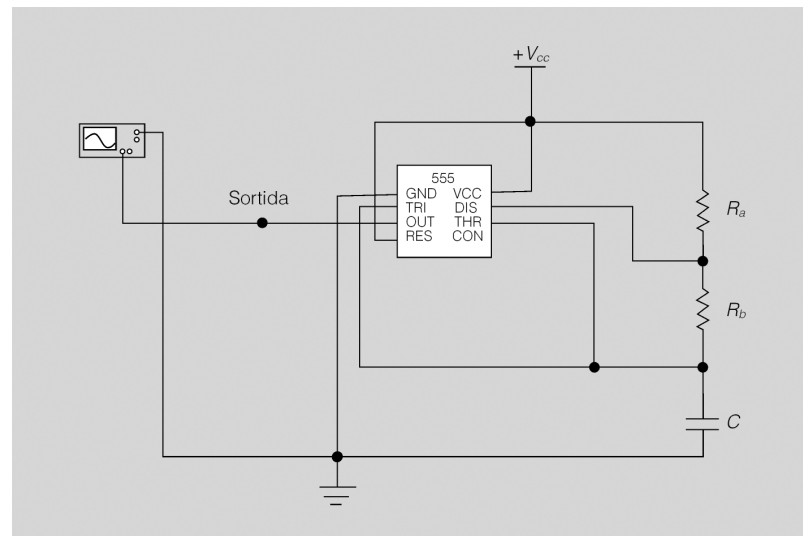 +Vcc
555
GND VCC
TRI DIS
OUT THR
RES CON
Sortida
Ra
Rb
C